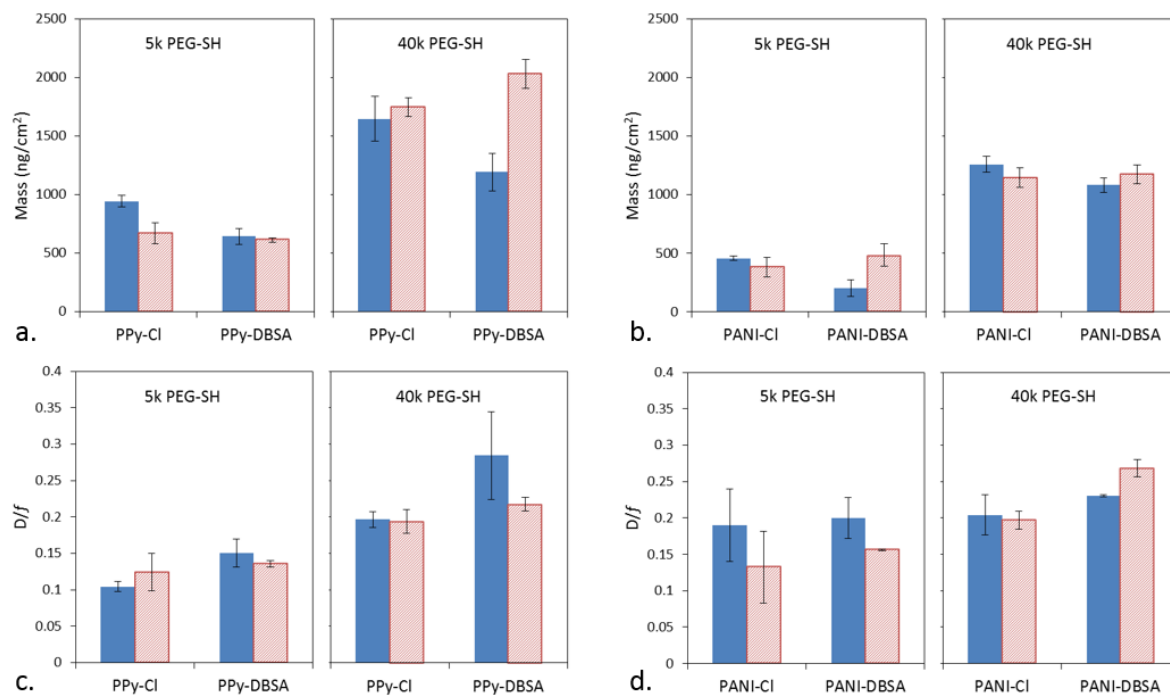 2500
2000
1500
1000
500
0
Mass (ng/cm²)
5k PEG-SH
40k PEG-SH
PPy-Cl
PPy-DBSA
PPy-Cl
PPy-DBSA
a.
2500
2000
1500
1000
500
0
Mass (ng/cm²)
5k PEG-SH
40k PEG-SH
PANI-Cl
PANI-DBSA
PANI-Cl
PANI-DBSA
b.
0.4
0.35
0.3
0.25
0.2
0.15
0.1
0.05
0
D/f
5k PEG-SH
40k PEG-SH
PPy-Cl
PPy-DBSA
PPy-Cl
PPy-DBSA
c.
0.4
0.35
0.3
0.25
0.2
0.15
0.1
0.05
0
D/f
5k PEG-SH
40k PEG-SH
PANI-Cl
PANI-DBSA
PANI-Cl
PANI-DBSA
d.